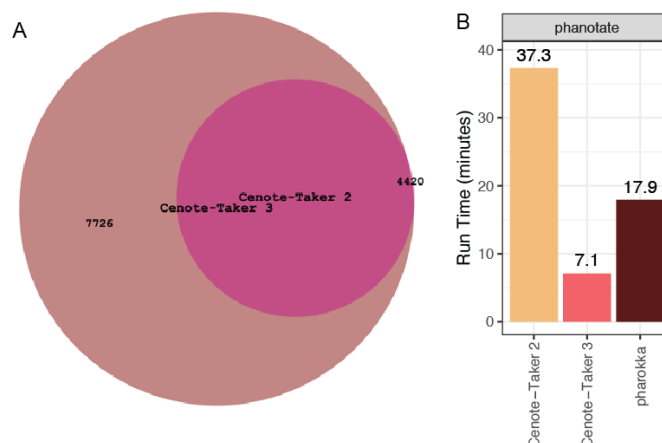 A
4420
Cenote-Taker 2
Cenote-Taker 3
7726
B
phanotate
Run Time (minutes)
40
30
20
10
0
37.3
7.1
17.9
Cenote-Taker 2
Cenote-Taker 3
pharokka